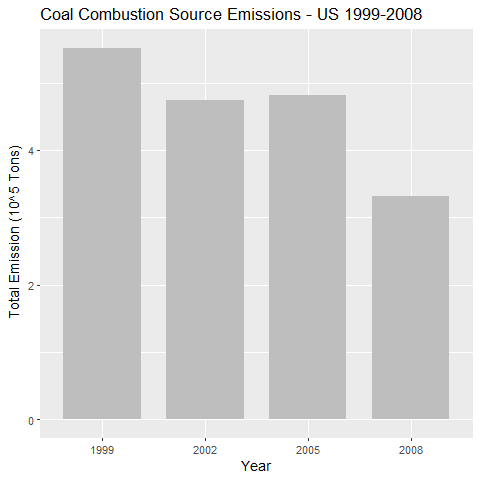 Coal Combustion Source Emissions - US 1999-2008
Total Emission (10^5 Tons)
4
2
0
1999 2002 2005 2008
Year